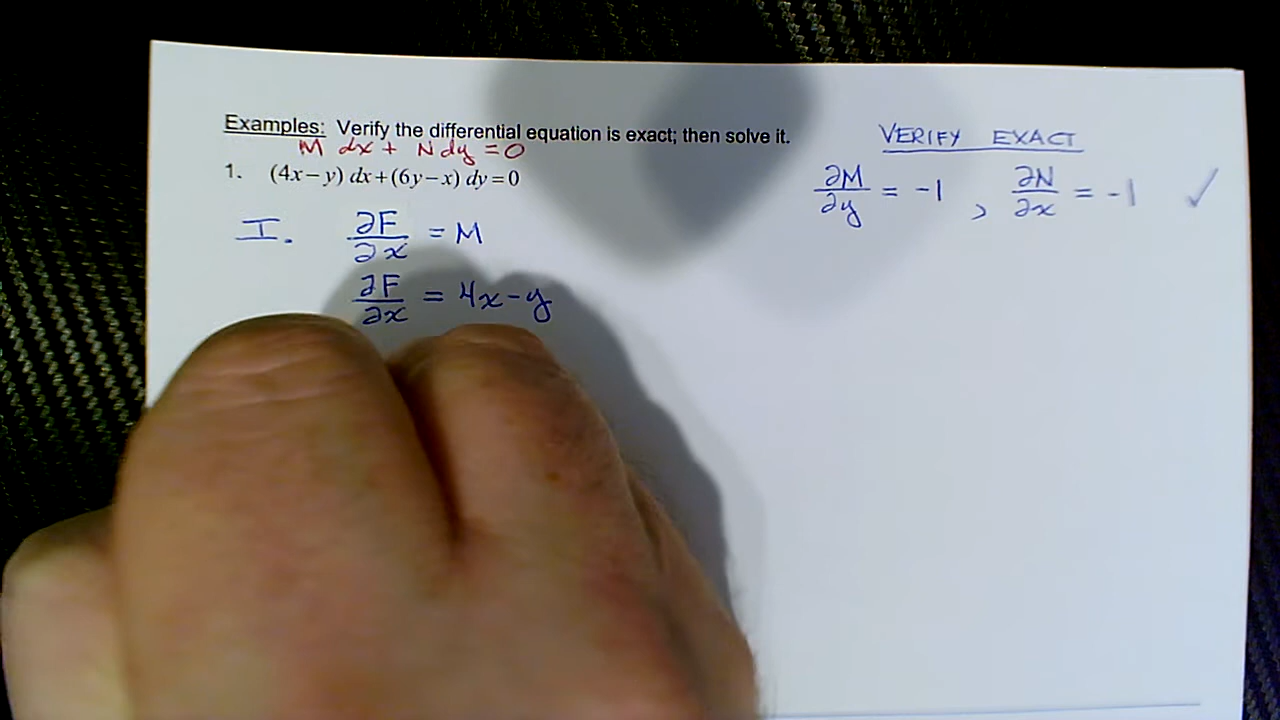 Examples: Verify the differential equation is exact; then solve it.
M dx + N dy = 0
1. (4x−y) dx+(6y−x) dy=0
I. ∂F/∂x = M
∂F/∂x = 4x-y
VERIFY EXACT
∂M/∂y = -1 , ∂N/∂x = -1 ✓